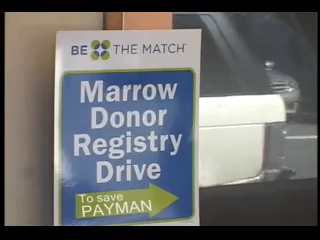 BE THE MATCH
Marrow
Donor
Registry
Drive
To save
PAYMAN